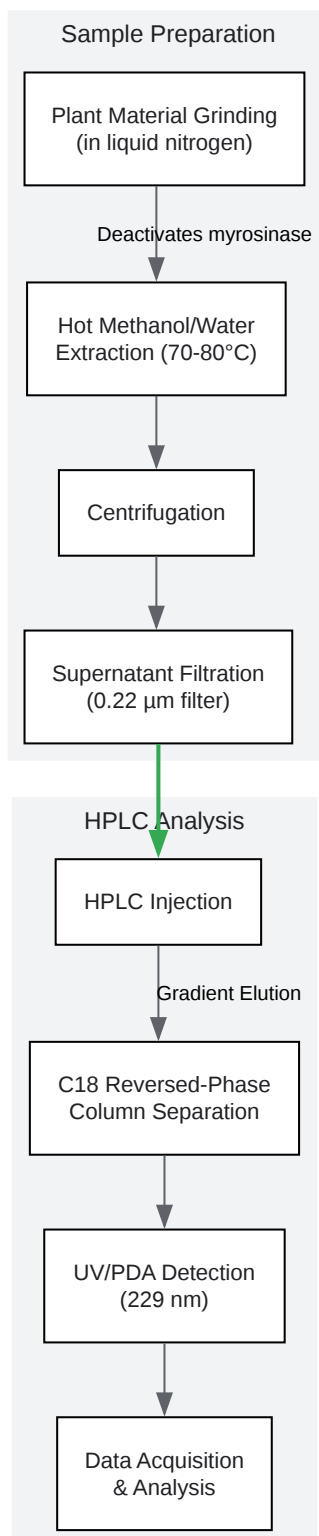 Sample Preparation
Plant Material Grinding
(in liquid nitrogen)
Deactivates myrosinase
Hot Methanol/Water
Extraction (70-80°C)
Centrifugation
Supernatant Filtration
(0.22 µm filter)
HPLC Analysis
HPLC Injection
Gradient Elution
C18 Reversed-Phase
Column Separation
UV/PDA Detection
(229 nm)
Data Acquisition
& Analysis